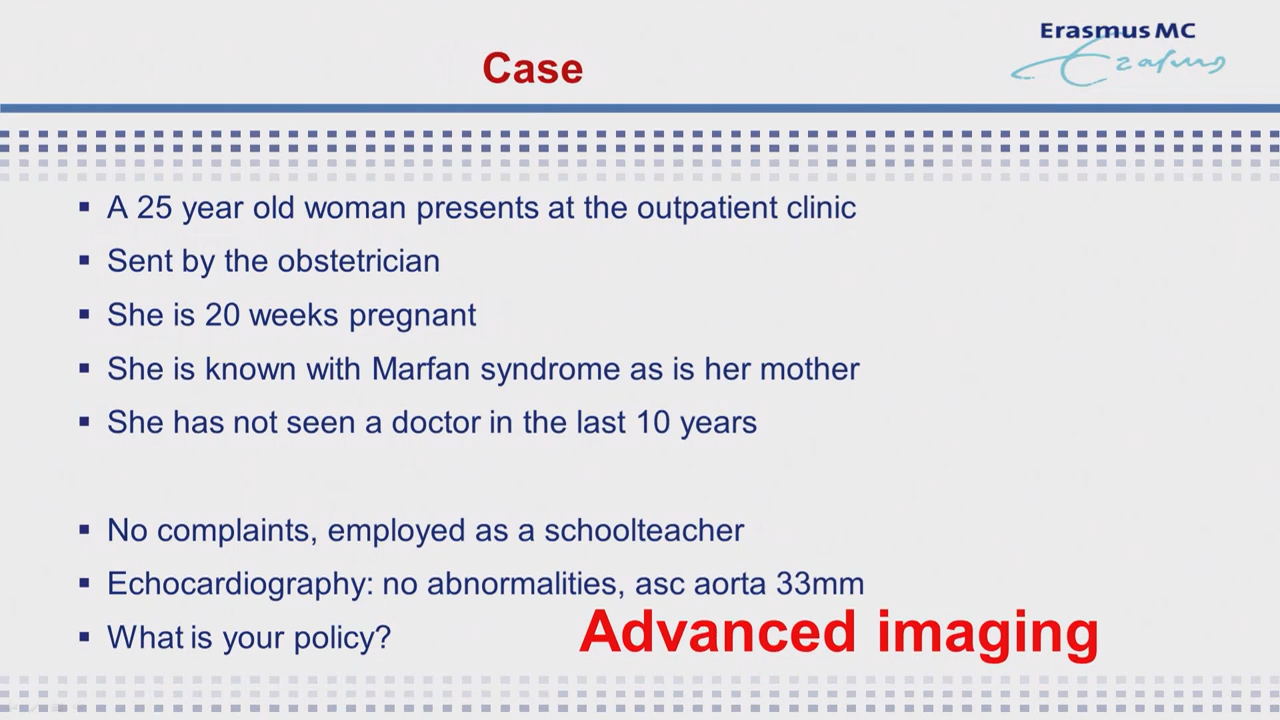 Erasmus MC
Erasmus
Case
A 25 year old woman presents at the outpatient clinic
Sent by the obstetrician
She is 20 weeks pregnant
She is known with Marfan syndrome as is her mother
She has not seen a doctor in the last 10 years
No complaints, employed as a schoolteacher
Echocardiography: no abnormalities, asc aorta 33mm
What is your policy?
Advanced imaging